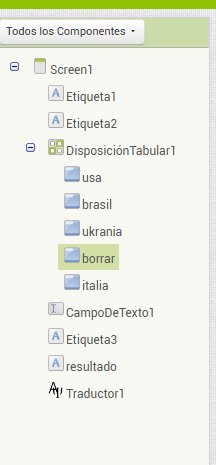 Todos los Componentes
Screen1
Etiqueta1
Etiqueta2
DisposiciónTabular1
usa
brasil
ukrania
borrar
italia
CampoDeTexto1
Etiqueta3
resultado
Traductor1